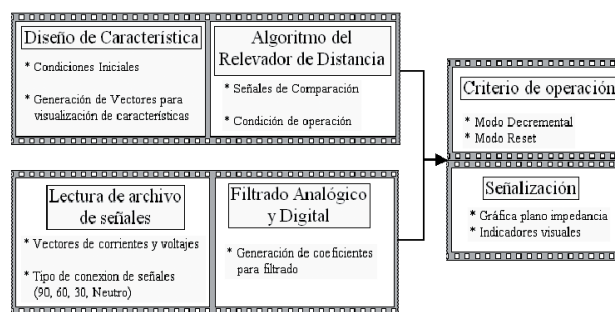 Diseño de Característica
* Condiciones Iniciales
* Generación de Vectores para
visualización de características
Algoritmo del
Relevador de Distancia
* Señales de Comparación
* Condición de operación
Lectura de archivo
de señales
* Vectores de corrientes y voltajes
* Tipo de conexion de señales
(90, 60, 30, Neutro)
Filtrado Analógico
y Digital
* Generación de coeficientes
para filtrado
Criterio de operación
* Modo Decremental
* Modo Reset
Señalización
* Gráfica plano impedancia
* Indicadores visuales